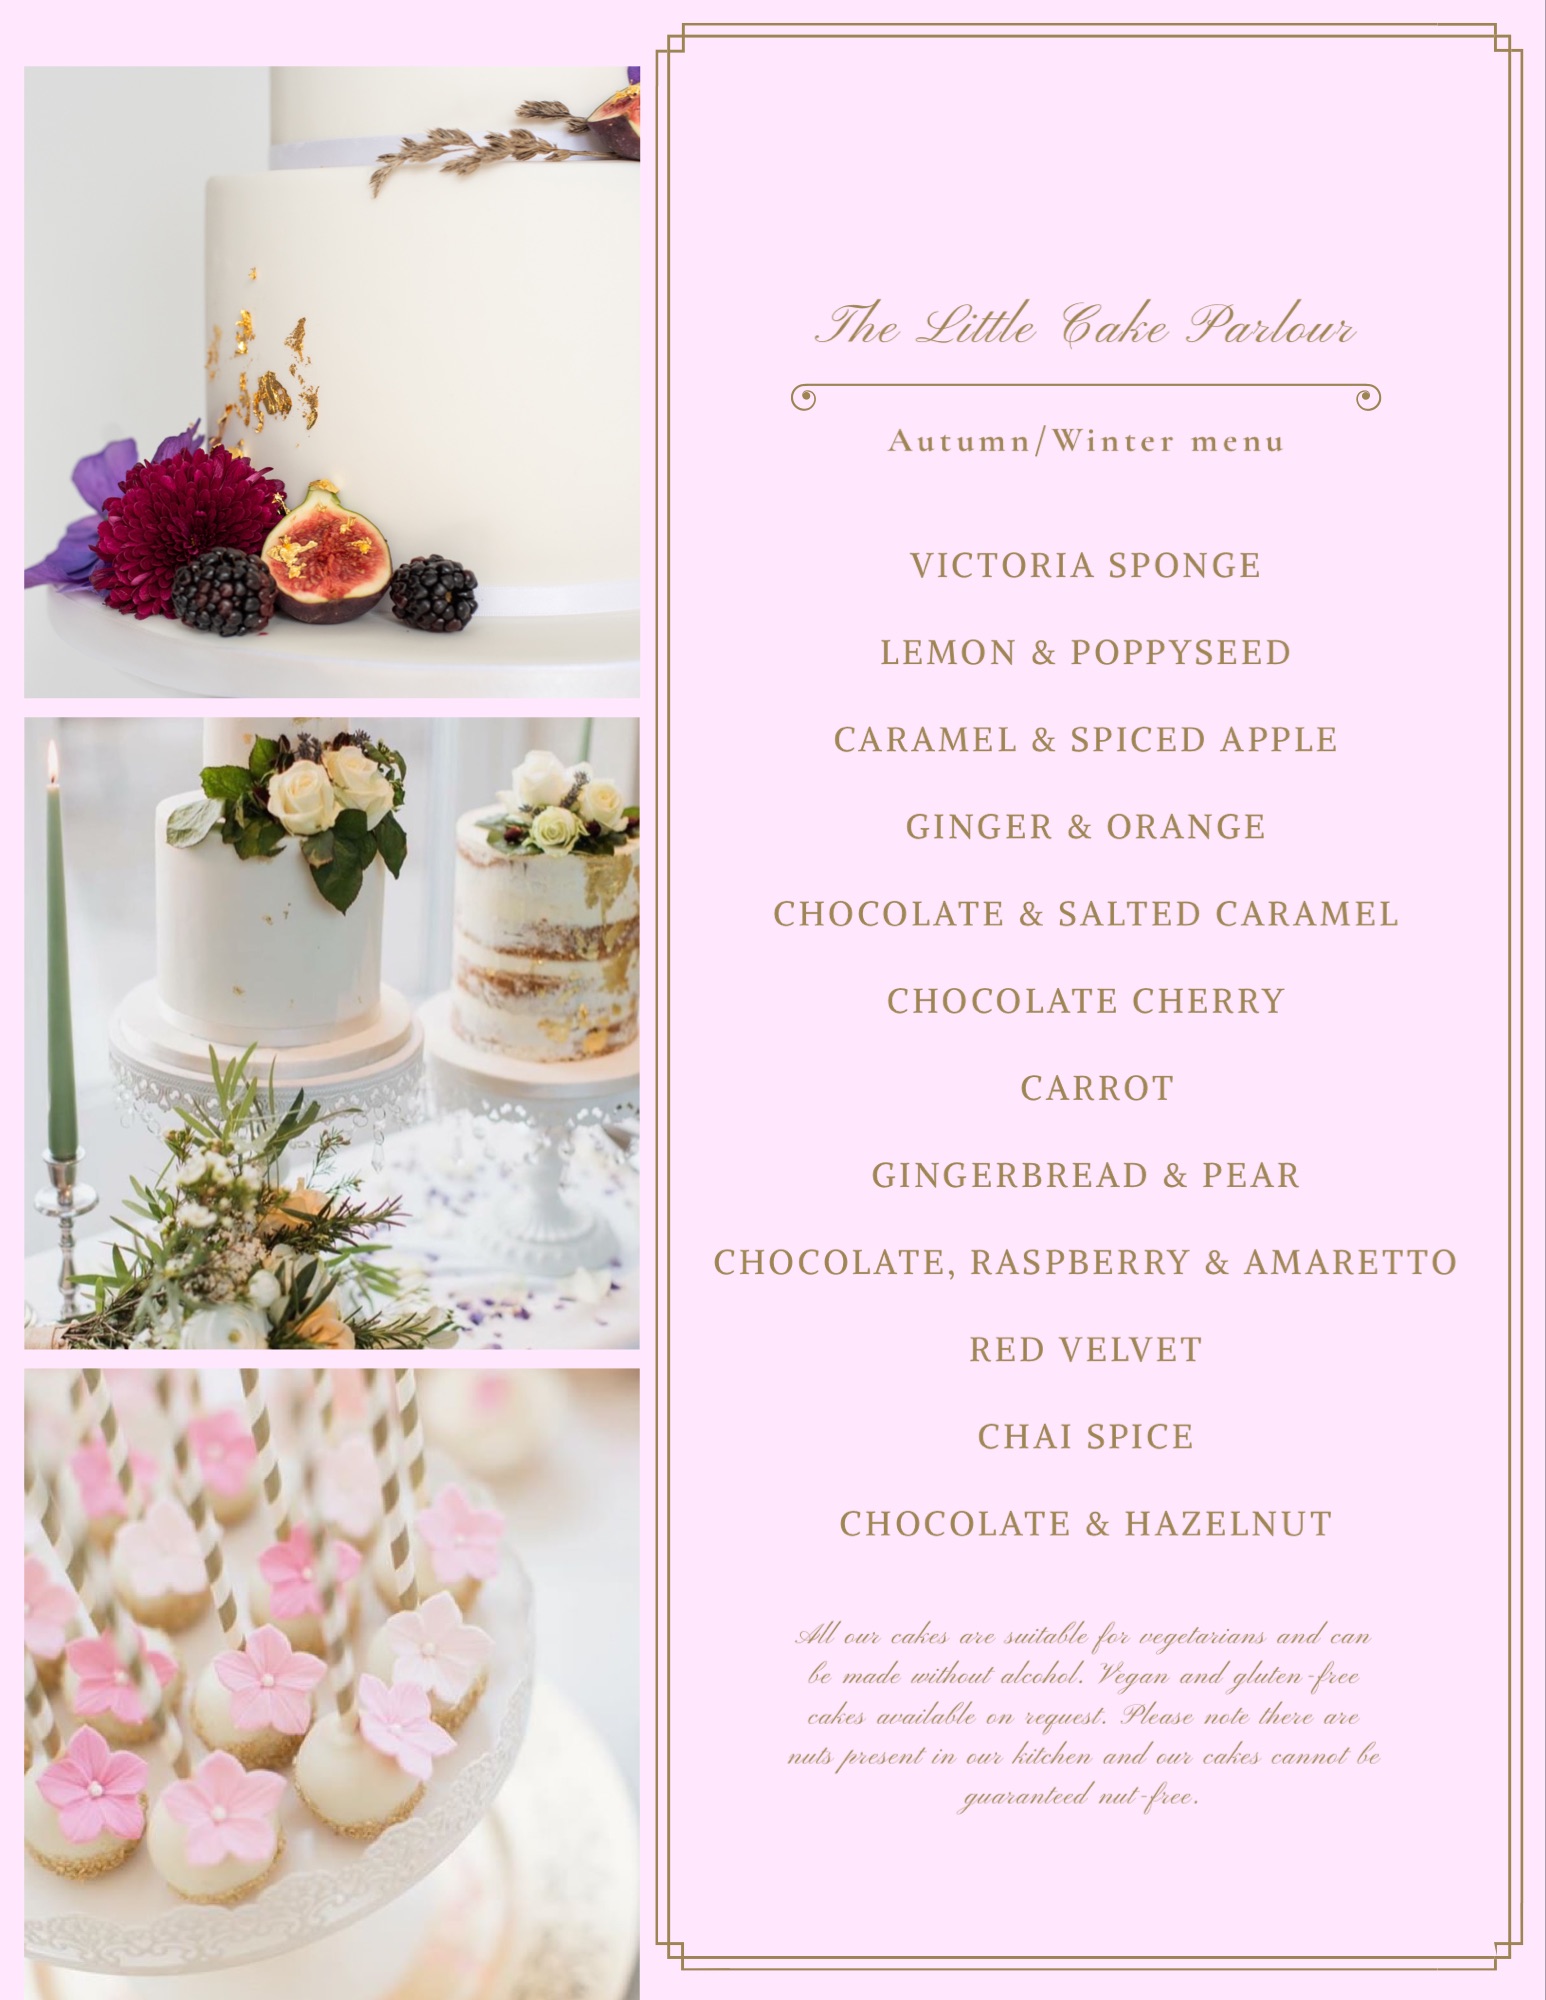 The Little Cake Parlour
Autumn/Winter menu
VICTORIA SPONGE
LEMON & POPPYSEED
CARAMEL & SPICED APPLE
GINGER & ORANGE
CHOCOLATE & SALTED CARAMEL
CHOCOLATE CHERRY
CARROT
GINGERBREAD & PEAR
CHOCOLATE, RASPBERRY & AMARETTO
RED VELVET
CHAI SPICE
CHOCOLATE & HAZELNUT
All our cakes are suitable for vegetarians and can
be made without alcohol. Vegan and gluten-free
cakes available on request. Please note there are
nuts present in our kitchen and our cakes cannot be
guaranteed nut-free.